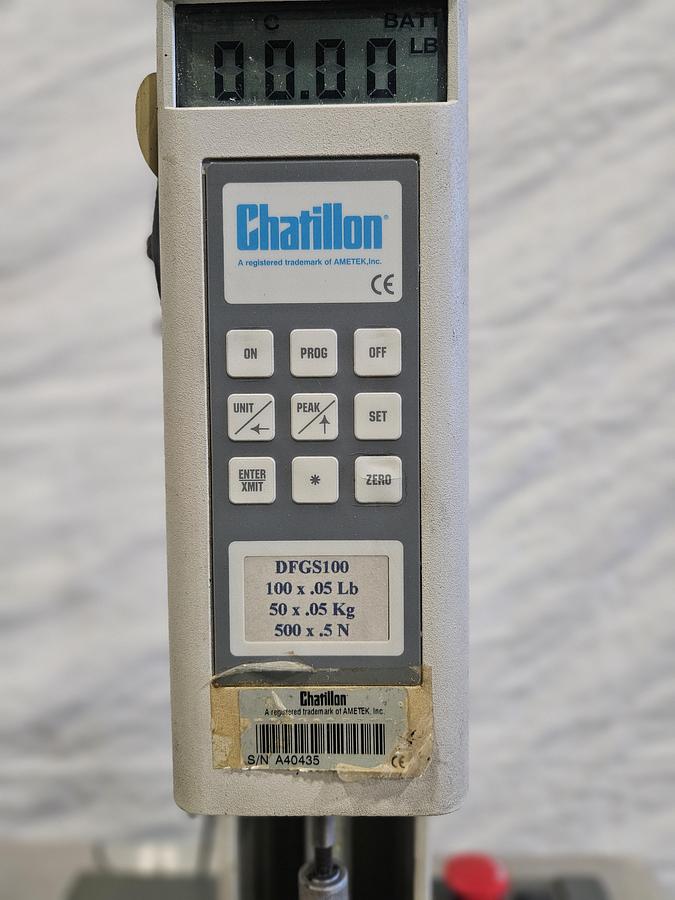 C BATT
00.00 LB
Chatillon®
A registered trademark of AMETEK,Inc.
CE
ON PROG OFF
UNIT PEAK SET
ENTER
XMIT * ZERO
DFGS100
100 x .05 Lb
50 x .05 Kg
500 x .5 N
Chatillon
A registered trademark of AMETEK, Inc.
S/N A40435 CE